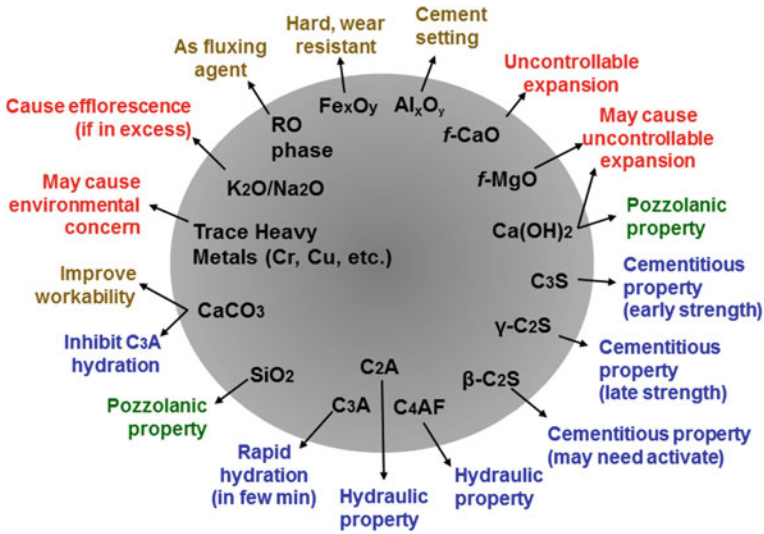 Hard, wear
resistant
Cement
setting
As fluxing
agent
Uncontrollable
expansion
Cause efflorescence
(if in excess)
May cause
uncontrollable
expansion
FexOy
AlxOy
RO
phase
f-CaO
K2O/Na2O
f-MgO
May cause
environmental
concern
Trace Heavy
Metals (Cr, Cu, etc.)
Ca(OH)2
Pozzolanic
property
Improve
workability
CaCO3
C3S
Cementitious
property
(early strength)
Inhibit C3A
hydration
γ-C2S
Cementitious
property
(late strength)
SiO2
C2A
β-C2S
C3A
C4AF
Pozzolanic
property
Cementitious property
(may need activate)
Rapid
hydration
(in few min)
Hydraulic
property
Hydraulic
property